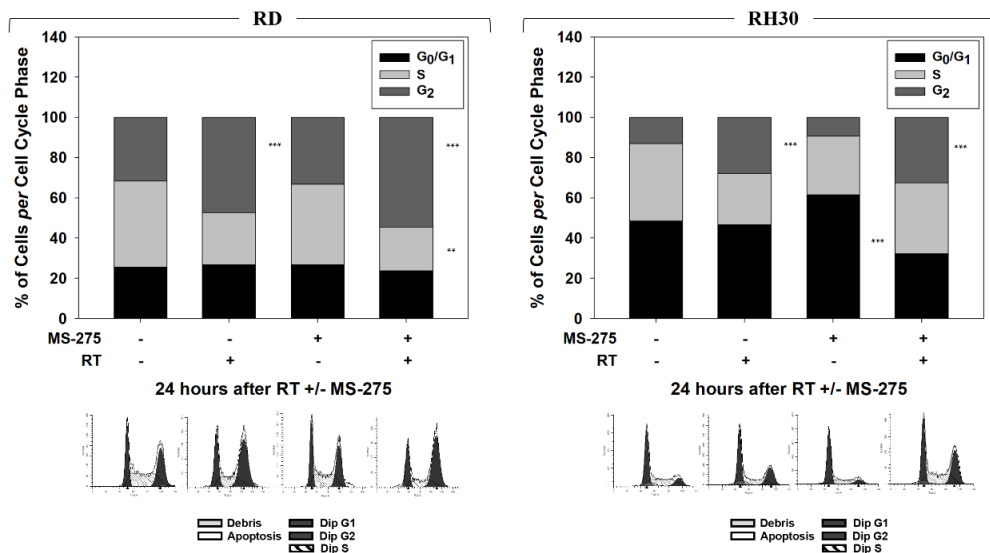 RD
140
120
100
80
60
40
20
0
% of Cells per Cell Cycle Phase
G0/G1
S
G2
***
***
**
MS-275 - - + +
RT - + - +
24 hours after RT +/- MS-275
Debris
Apoptosis
Dip G1
Dip G2
Dip S
RH30
140
120
100
80
60
40
20
0
% of Cells per Cell Cycle Phase
G0/G1
S
G2
***
***
***
MS-275 - - + +
RT - + - +
24 hours after RT +/- MS-275
Debris
Apoptosis
Dip G1
Dip G2
Dip S